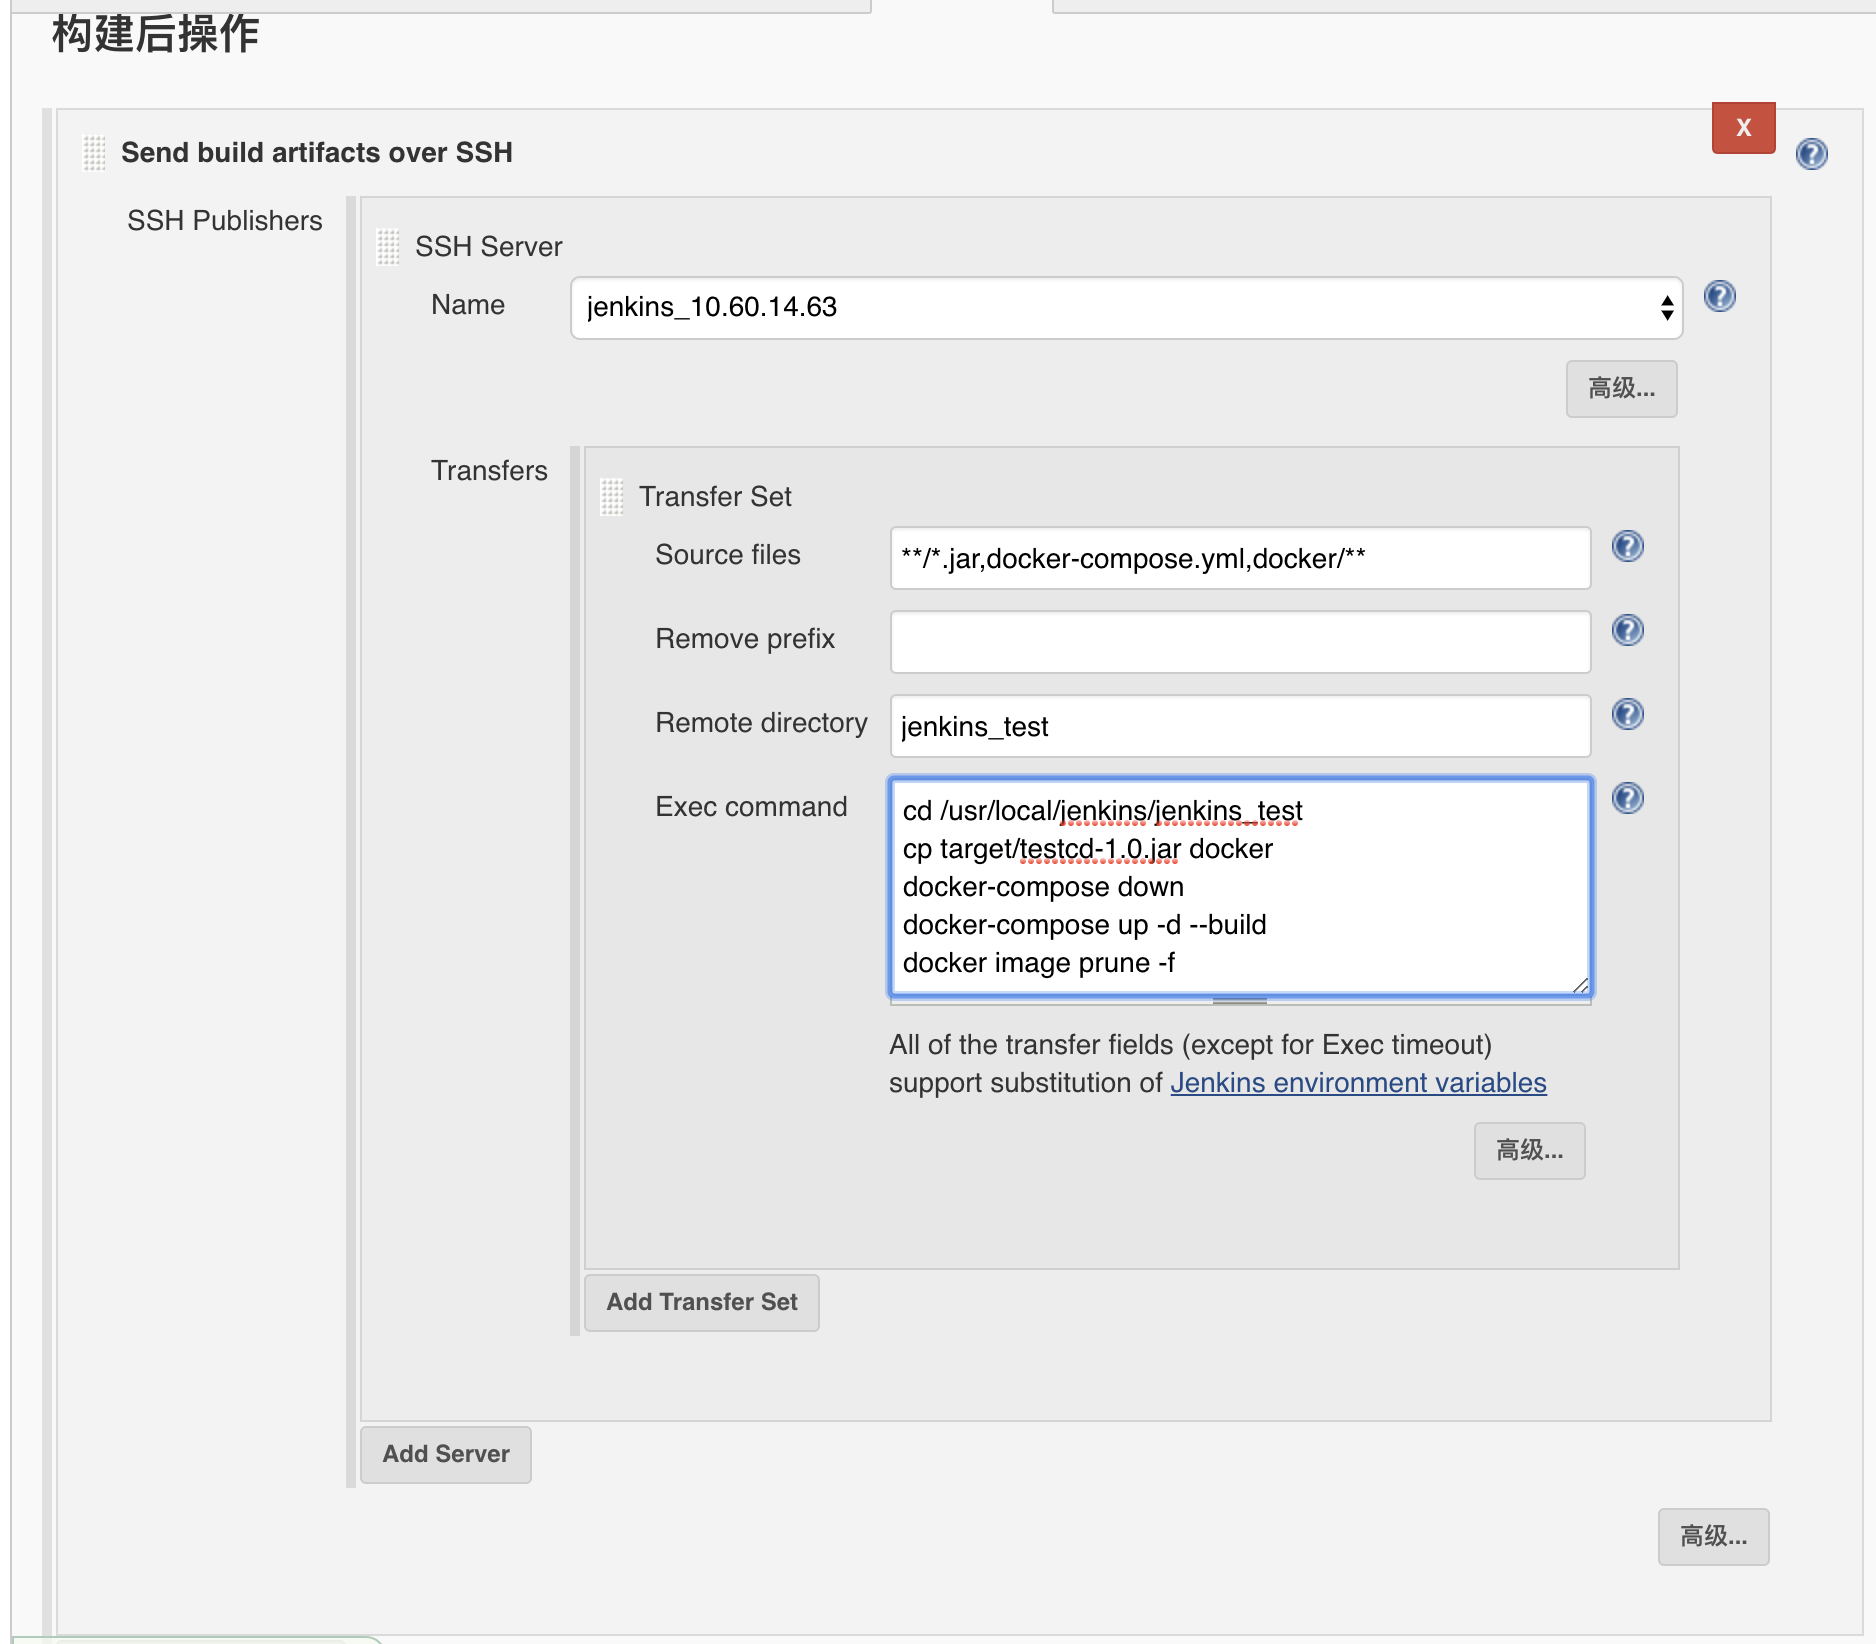 构建后操作
X
Send build artifacts over SSH
SSH Publishers
SSH Server
Name
jenkins_10.60.14.63
高级...
Transfers
Transfer Set
Source files
**/*.jar,docker-compose.yml,docker/**
Remove prefix
Remote directory
jenkins_test
Exec command
cd /usr/local/jenkins/jenkins_test
cp target/testcd-1.0.jar docker
docker-compose down
docker-compose up -d --build
docker image prune -f
All of the transfer fields (except for Exec timeout)
support substitution of Jenkins environment variables
高级...
Add Transfer Set
Add Server
高级...